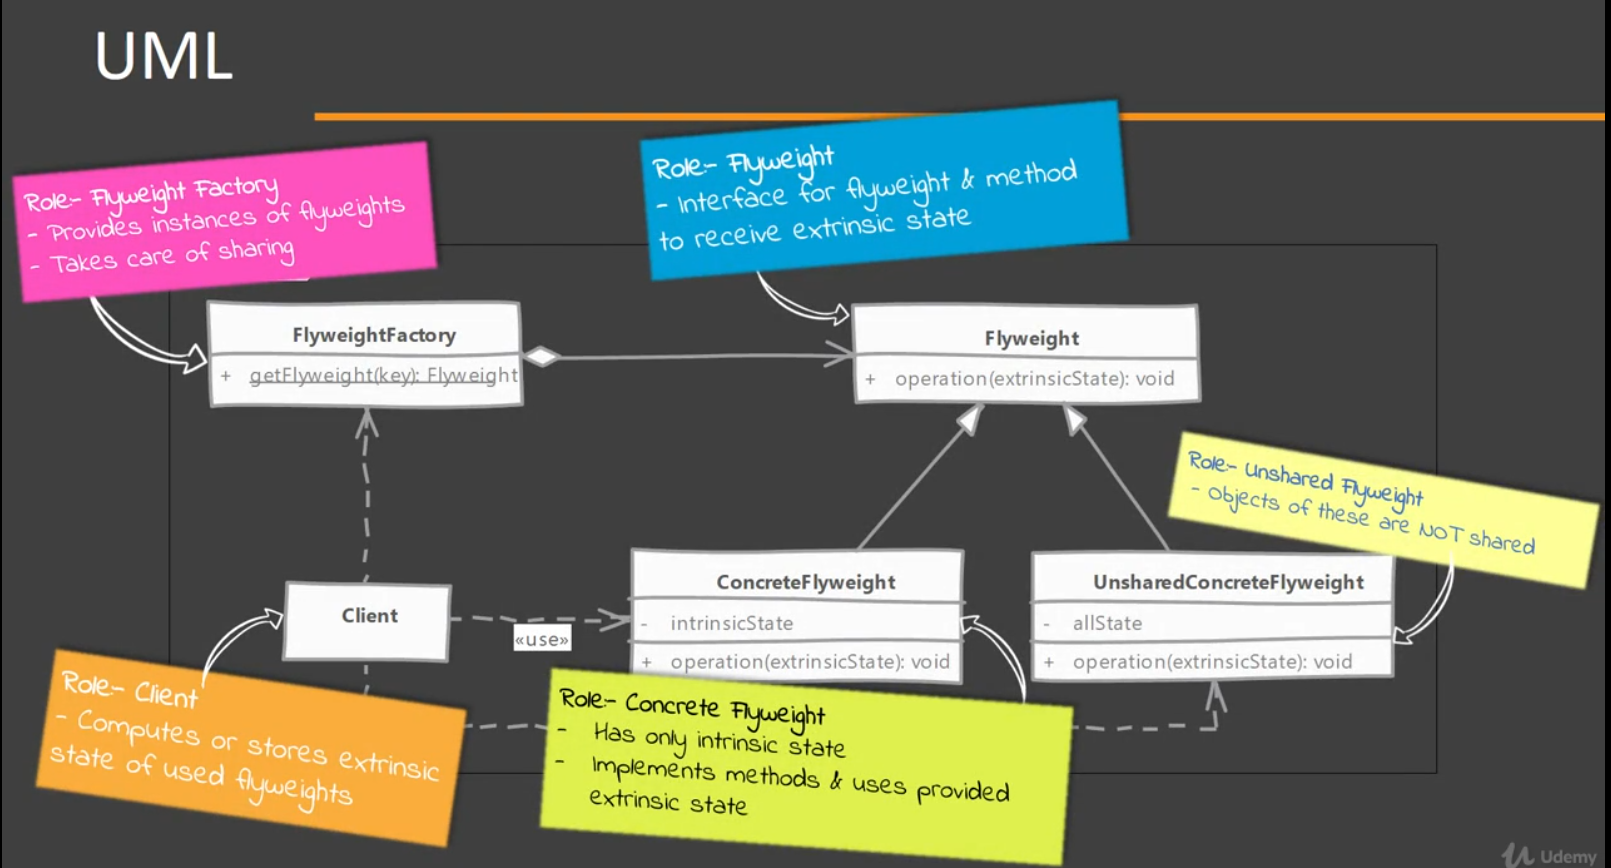 UML
Role:- Flyweight Factory
- Provides instances of flyweights
- Takes care of sharing
Role:- Flyweight
- Interface for flyweight & method
to receive extrinsic state
FlyweightFactory
+ getFlyweight(key): Flyweight
Flyweight
+ operation(extrinsicState): void
Role:- Unshared Flyweight
- Objects of these are NOT shared
Client
«use»
ConcreteFlyweight
- intrinsicState
+ operation(extrinsicState): void
UnsharedConcreteFlyweight
- allState
+ operation(extrinsicState): void
Role:- Client
- Computes or stores extrinsic
state of used flyweights
Role:- Concrete Flyweight
- Has only intrinsic state
- Implements methods & uses provided
extrinsic state
Udemy